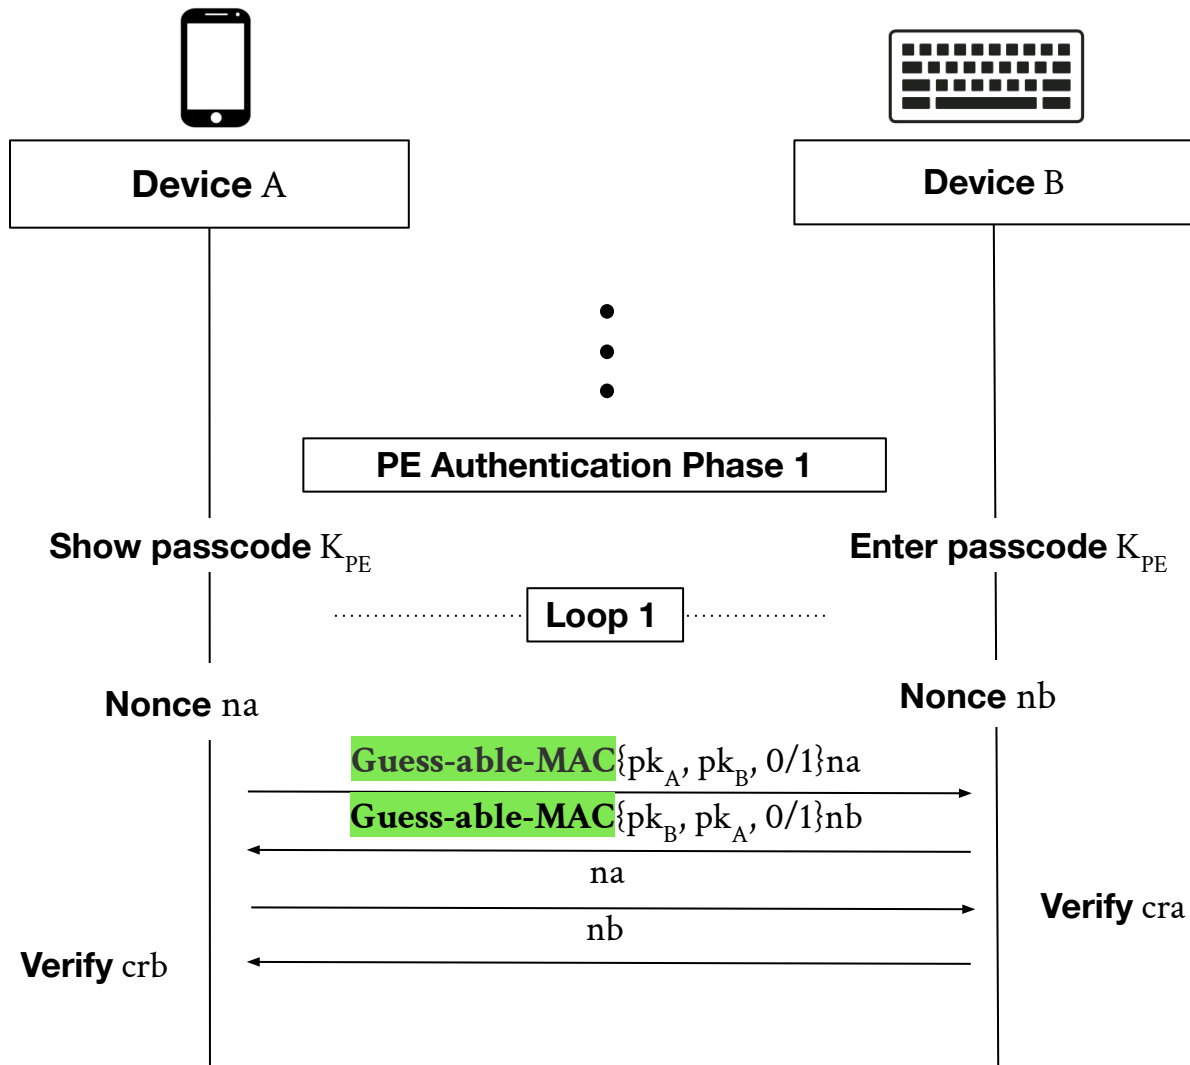 Device A
Device B
PE Authentication Phase 1
Show passcode K_PE
Enter passcode K_PE
Loop 1
Nonce na
Nonce nb
Guess-able-MAC{pk_A, pk_B, 0/1}na
Guess-able-MAC{pk_B, pk_A, 0/1}nb
na
Verify cra
nb
Verify crb